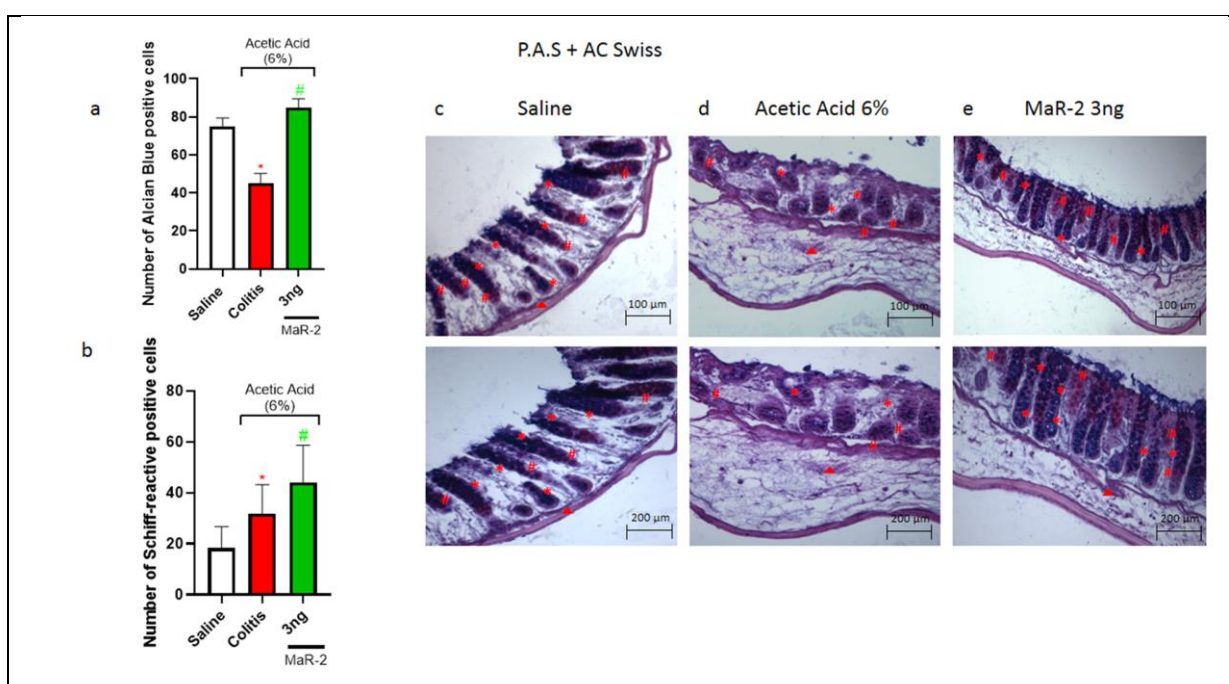 a
Acetic Acid
(6%)
Number of Alcian Blue positive cells
100
80
60
40
20
0
*
#
Saline
Colitis
3ng
MaR-2
b
Acetic Acid
(6%)
Number of Schiff-reactive positive cells
80
60
40
20
0
*
#
Saline
Colitis
3ng
MaR-2
P.A.S + AC Swiss
c Saline
d Acetic Acid 6%
e MaR-2 3ng
100 µm
100 µm
100 µm
200 µm
200 µm
200 µm